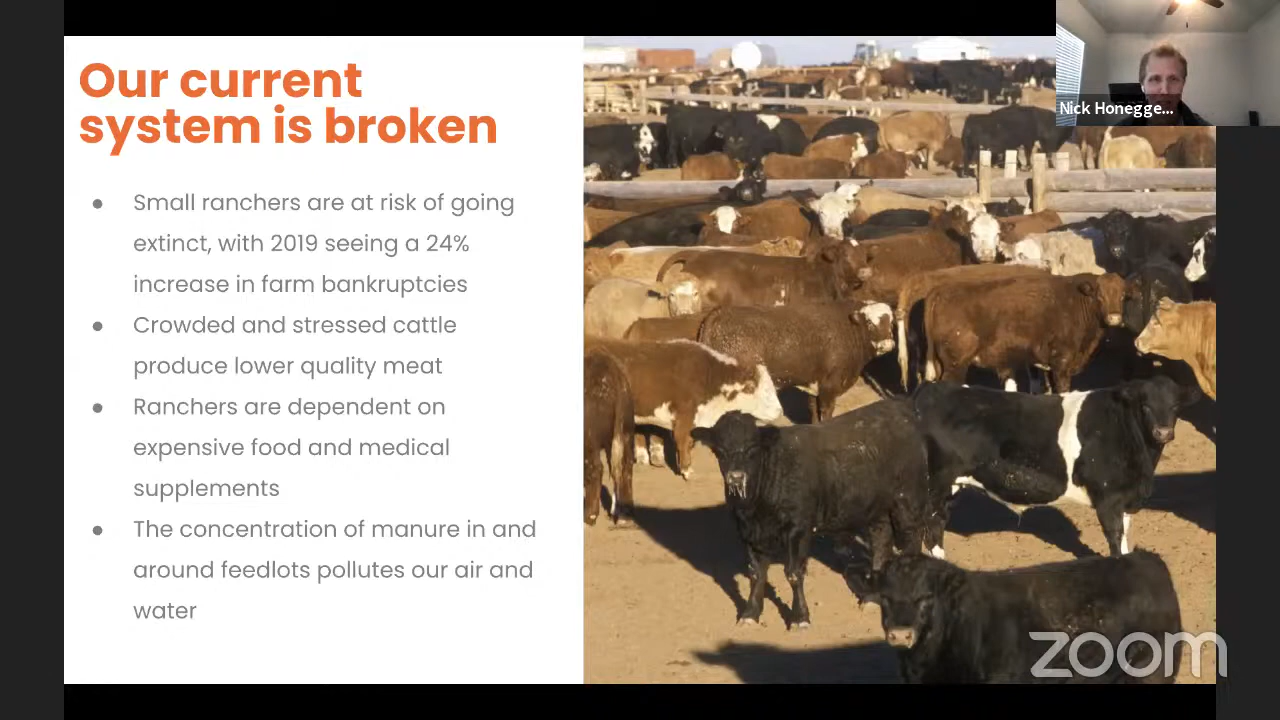 Our current
system is broken
● Small ranchers are at risk of going
extinct, with 2019 seeing a 24%
increase in farm bankruptcies
● Crowded and stressed cattle
produce lower quality meat
● Ranchers are dependent on
expensive food and medical
supplements
● The concentration of manure in and
around feedlots pollutes our air and
water
Nick Honegge...
zoom